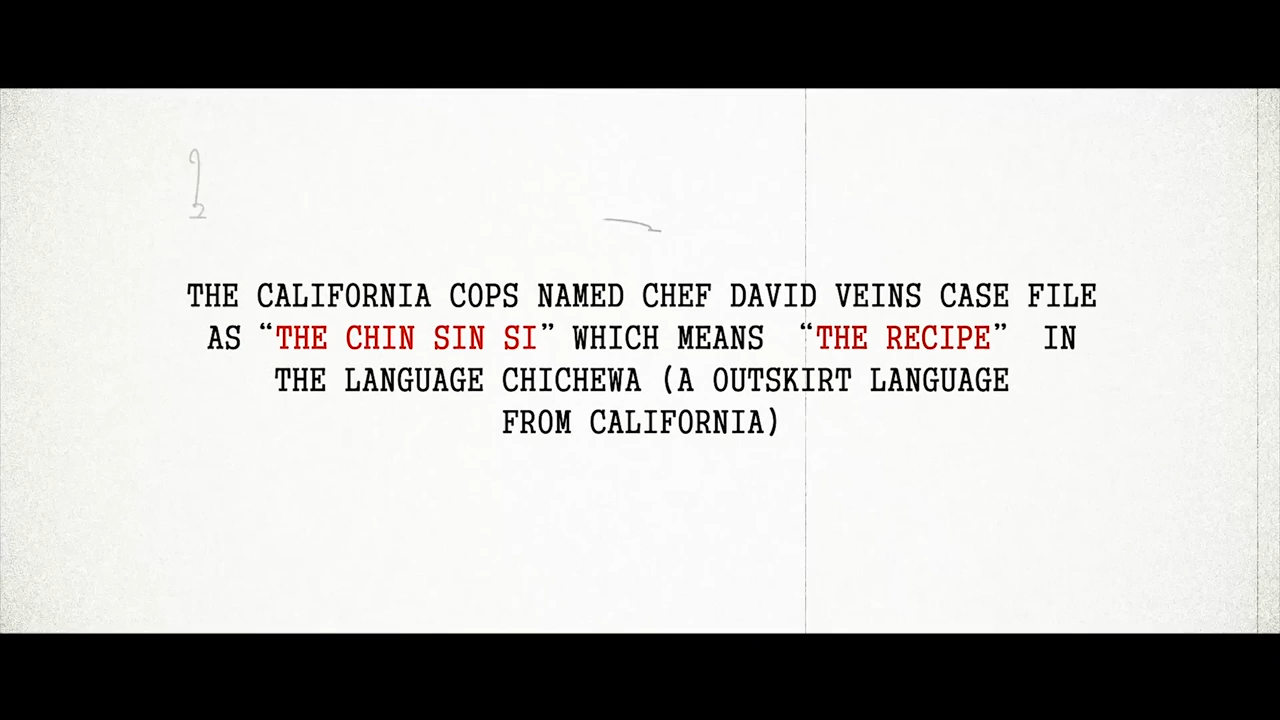 THE CALIFORNIA COPS NAMED CHEF DAVID VEINS CASE FILE
AS “THE CHIN SIN SI” WHICH MEANS “THE RECIPE” IN
THE LANGUAGE CHICHEWA (A OUTSKIRT LANGUAGE
FROM CALIFORNIA)